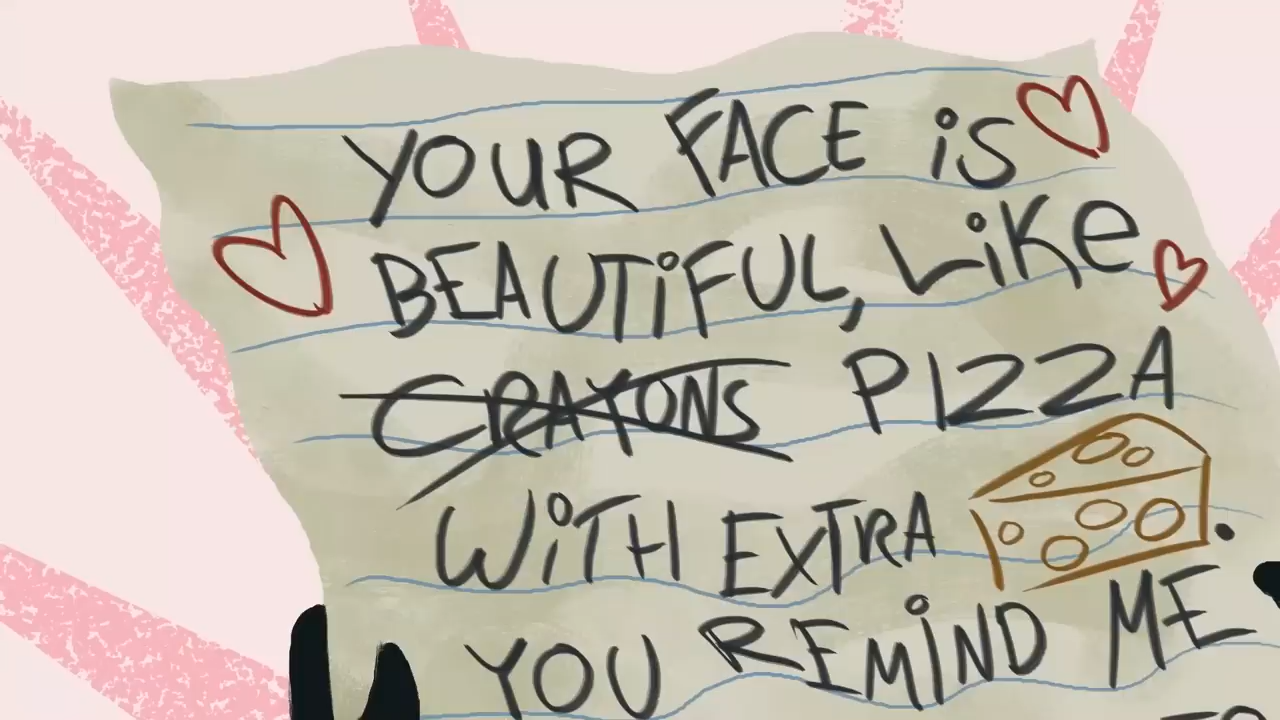 YOUR FACE iS
BEAUTiFUL, LiKe
CRAYONS PIZZA
WiTH EXTRA .
YOU REMiND ME